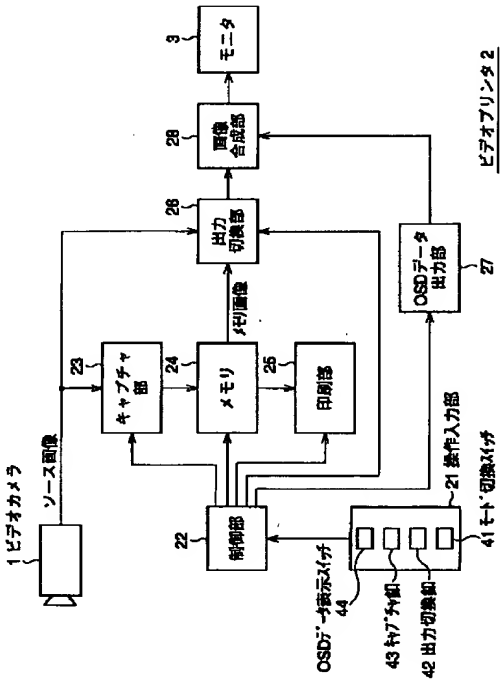 1 ビデオカメラ
ソース画像
23
キャプチャ
部
24
メモリ
25
印刷部
メモリ画像
26
出力
切換部
28
画像
合成部
3
モニタ
22
制御部
OSDデータ
出力部
27
OSDデータ表示スイッチ
44
43 キャプチャ釦
42 出力切換釦
41 モード切換スイッチ
21 操作入力部
ビデオプリンタ 2